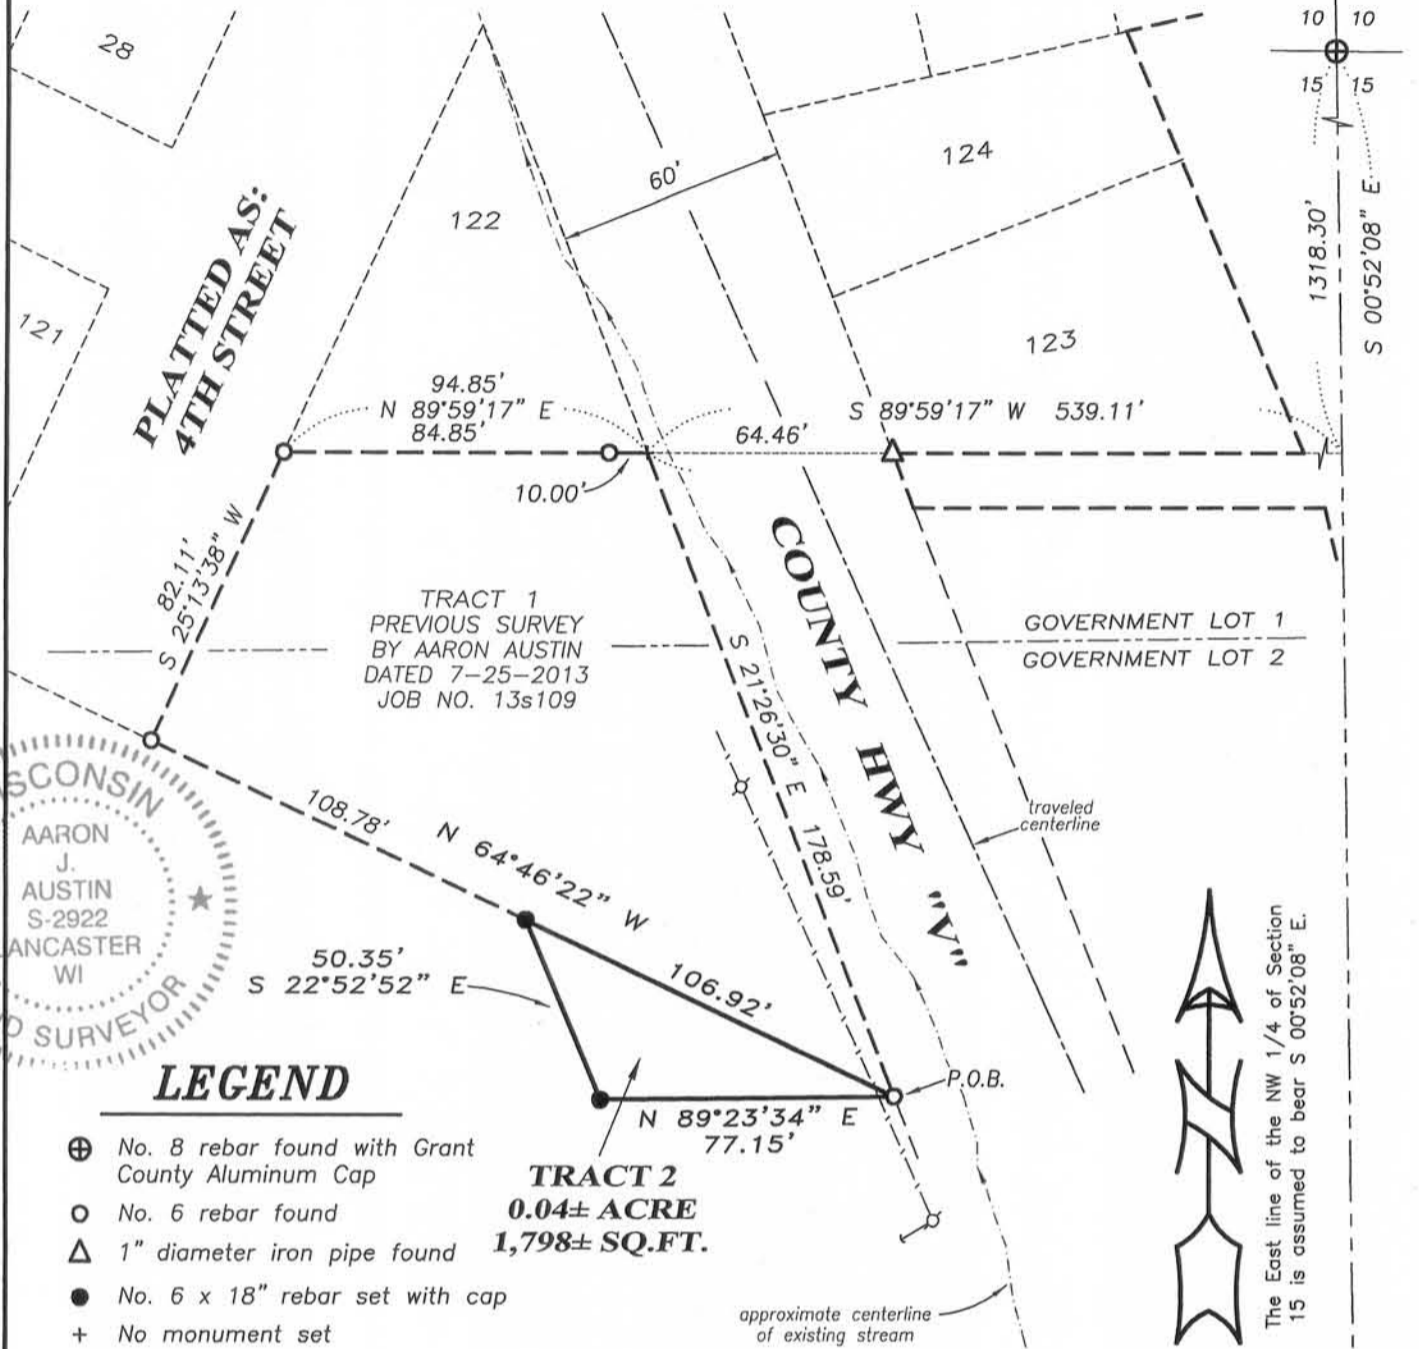 28
10 10
15 15
1318.30'
S 00°52'08" E
60'
124
122
123
121
PLATTED AS:
4TH STREET
94.85'
N 89°59'17" E
84.85'
10.00'
64.46'
S 89°59'17" W 539.11'
82.11'
S 25°13'38" W
TRACT 1
PREVIOUS SURVEY
BY AARON AUSTIN
DATED 7-25-2013
JOB NO. 13s109
S 21°26'30" E 178.59'
COUNTY HWY "V"
GOVERNMENT LOT 1
GOVERNMENT LOT 2
traveled
centerline
SCONSIN
AARON
J.
AUSTIN
S-2922
ANCASTER
WI
D SURVEYOR
108.78'
N 64°46'22" W
106.92'
50.35'
S 22°52'52" E
P.O.B.
N 89°23'34" E
77.15'
TRACT 2
0.04± ACRE
1,798± SQ.FT.
LEGEND
No. 8 rebar found with Grant
County Aluminum Cap
No. 6 rebar found
1" diameter iron pipe found
No. 6 x 18" rebar set with cap
+ No monument set
approximate centerline
of existing stream
N
The East line of the NW 1/4 of Section
15 is assumed to bear S 00°52'08" E.